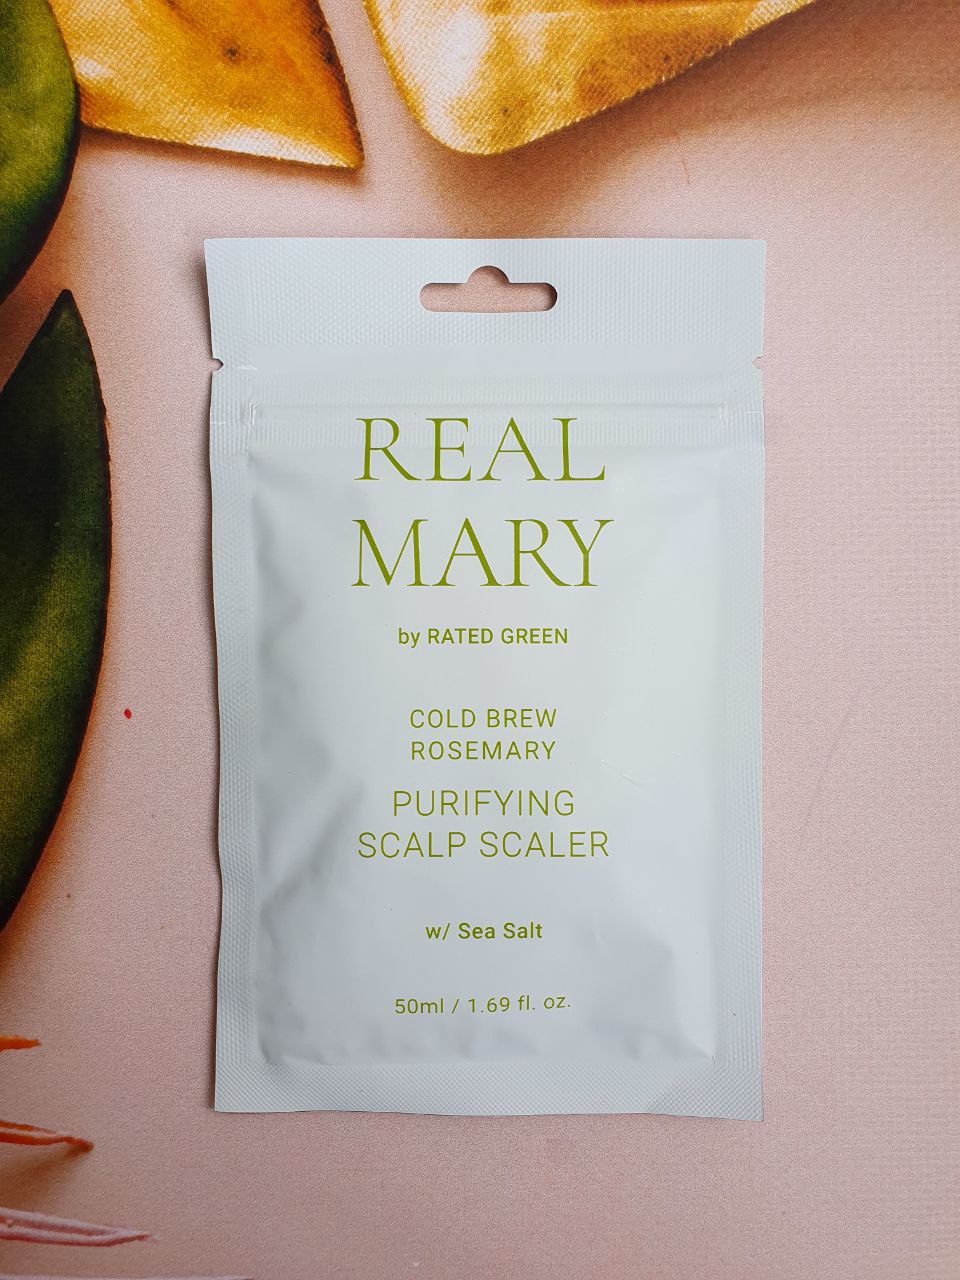 REAL
MARY
by RATED GREEN
COLD BREW
ROSEMARY
PURIFYING
SCALP SCALER
w/ Sea Salt
50ml / 1.69 fl. oz.